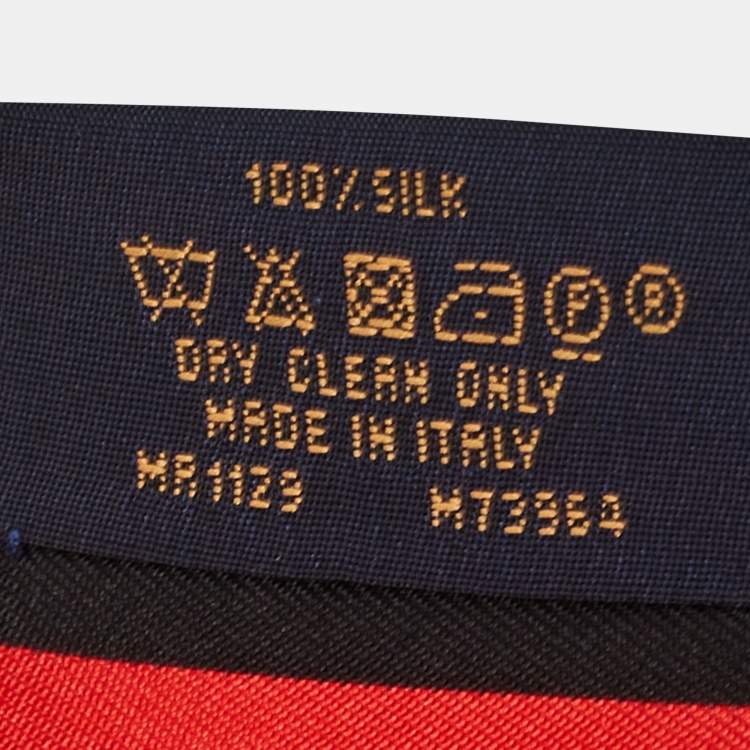 100% SILK
P R
DRY CLEAN ONLY
MADE IN ITALY
MR1129 M73964